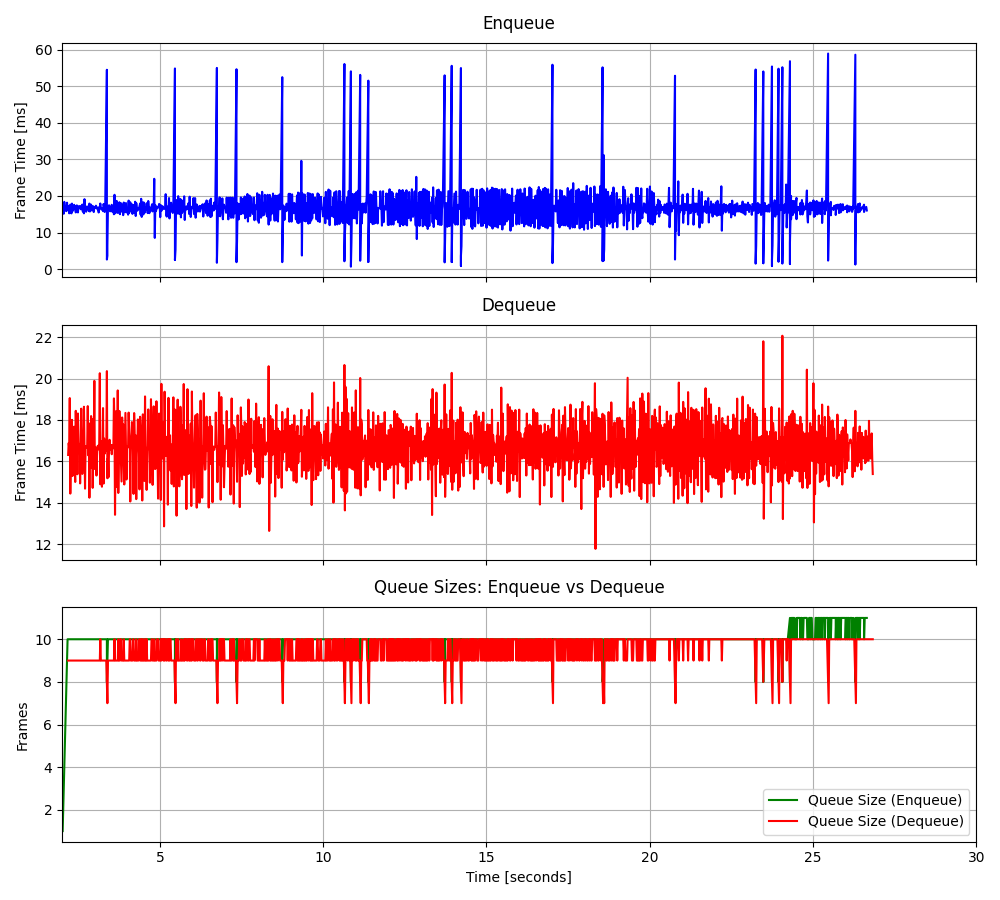 Enqueue
Frame Time [ms]
60
50
40
30
20
10
0
Dequeue
Frame Time [ms]
22
20
18
16
14
12
Queue Sizes: Enqueue vs Dequeue
Frames
10
8
6
4
2
Queue Size (Enqueue)
Queue Size (Dequeue)
5 10 15 20 25 30
Time [seconds]